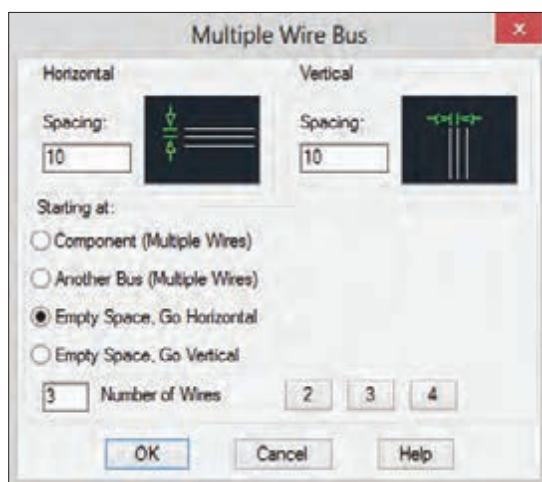 Multiple Wire Bus
x
Horizontal Vertical
Spacing: Spacing:
10 10
Starting at:
Component (Multiple Wires)
Another Bus (Multiple Wires)
Empty Space, Go Horizontal
Empty Space, Go Vertical
3 Number of Wires 2 3 4
OK Cancel Help